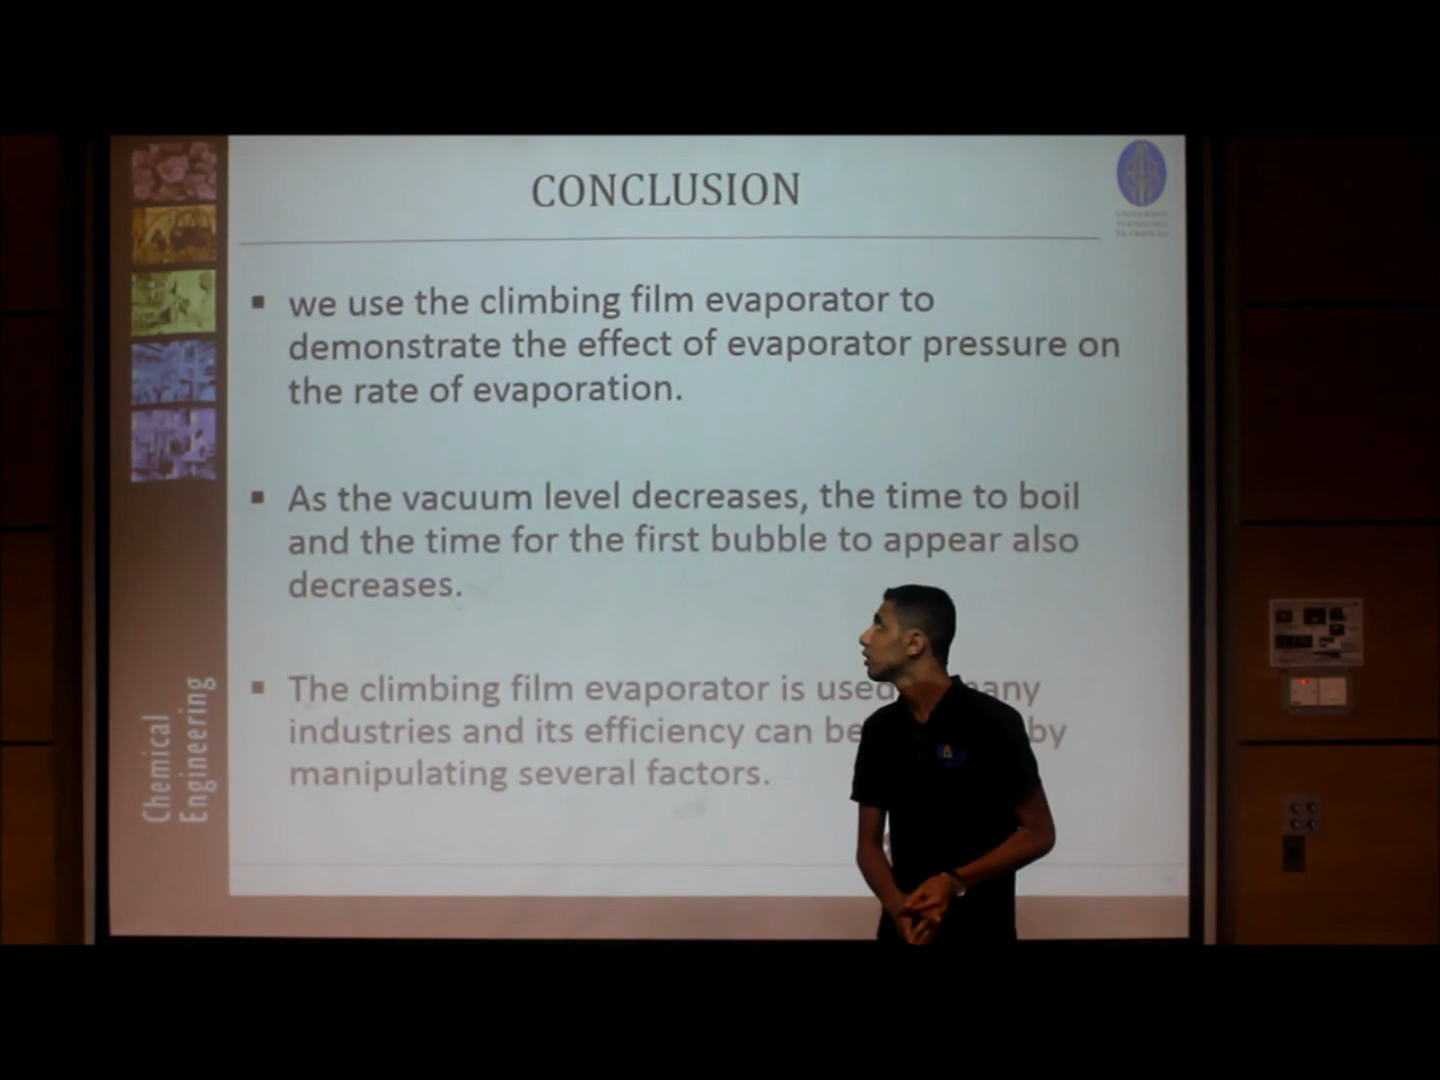 CONCLUSION
we use the climbing film evaporator to
demonstrate the effect of evaporator pressure on
the rate of evaporation.
As the vacuum level decreases, the time to boil
and the time for the first bubble to appear also
decreases.
The climbing film evaporator is used many
industries and its efficiency can be by
manipulating several factors.
Chemical
Engineering